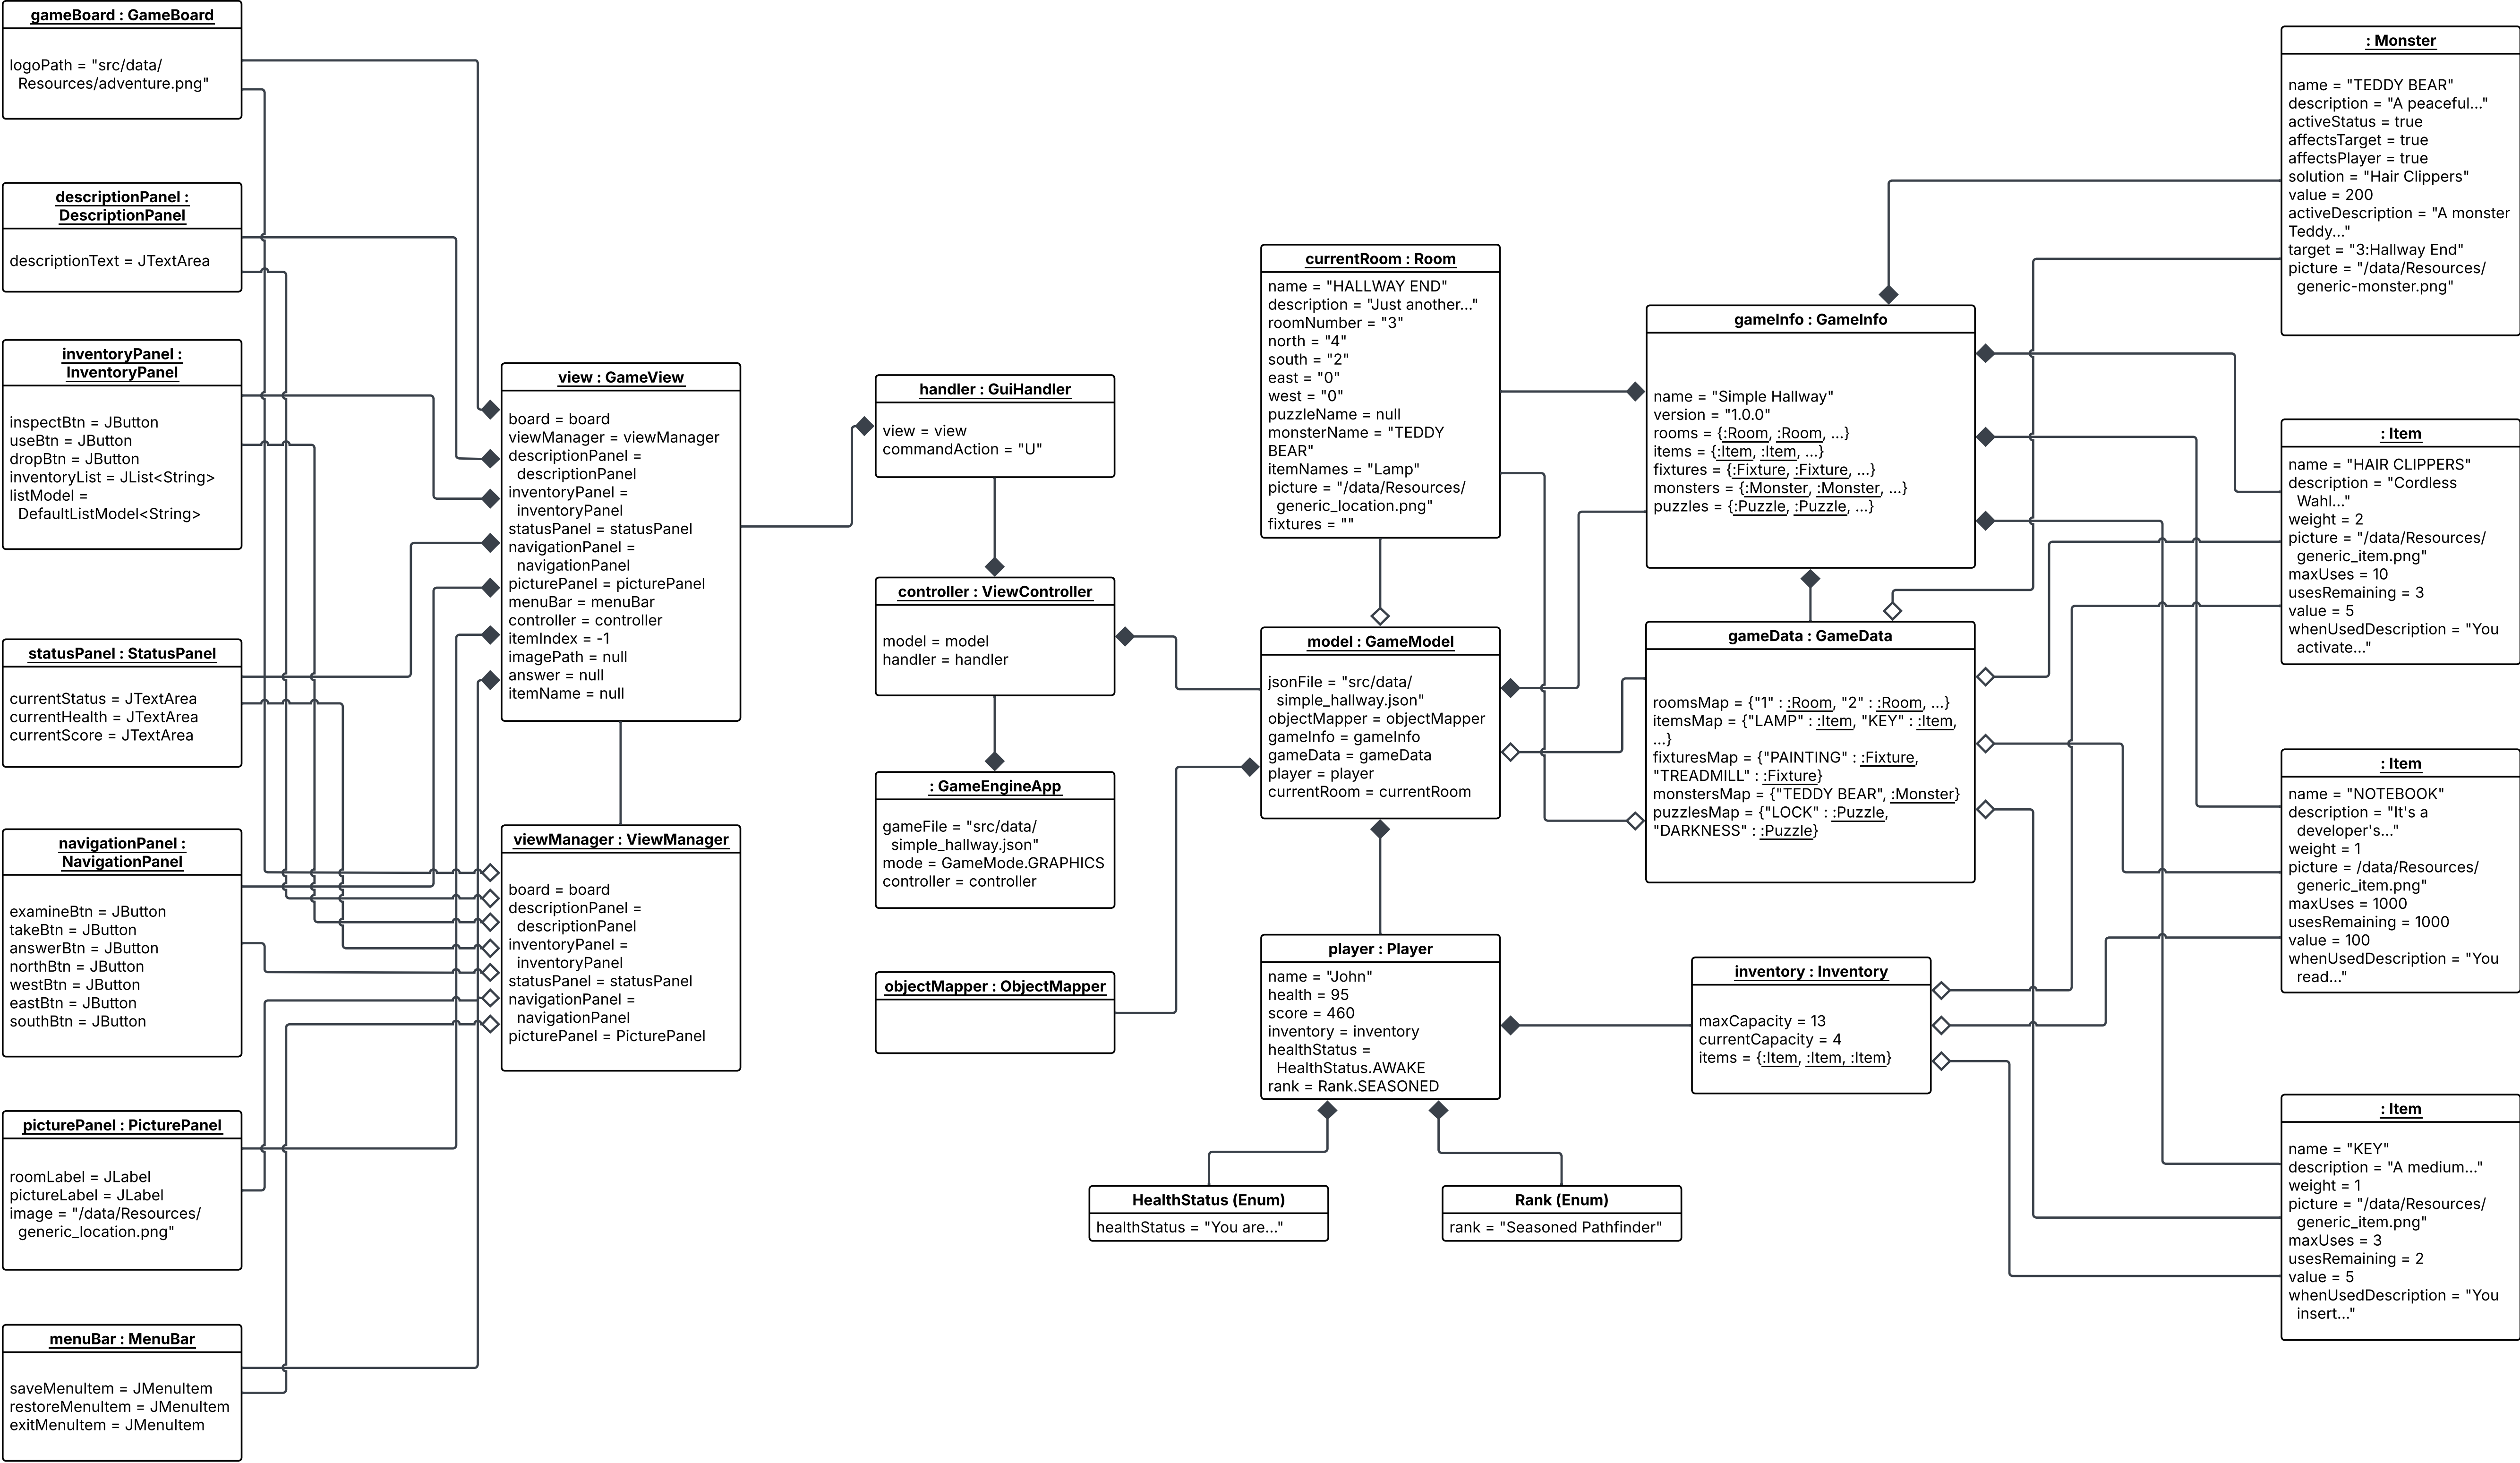 gameBoard : GameBoard
logoPath = "src/data/
Resources/adventure.png"
descriptionPanel :
DescriptionPanel
descriptionText = JTextArea
inventoryPanel :
InventoryPanel
inspectBtn = JButton
useBtn = JButton
dropBtn = JButton
inventoryList = JList<String>
listModel =
DefaultListModel<String>
statusPanel : StatusPanel
currentStatus = JTextArea
currentHealth = JTextArea
currentScore = JTextArea
navigationPanel :
NavigationPanel
examineBtn = JButton
takeBtn = JButton
answerBtn = JButton
northBtn = JButton
westBtn = JButton
eastBtn = JButton
southBtn = JButton
picturePanel : PicturePanel
roomLabel = JLabel
pictureLabel = JLabel
image = "/data/Resources/
generic_location.png"
menuBar : MenuBar
saveMenuItem = JMenuItem
restoreMenuItem = JMenuItem
exitMenuItem = JMenuItem
view : GameView
board = board
viewManager = viewManager
descriptionPanel =
descriptionPanel
inventoryPanel =
inventoryPanel
statusPanel = statusPanel
navigationPanel =
navigationPanel
picturePanel = picturePanel
menuBar = menuBar
controller = controller
itemIndex = -1
imagePath = null
answer = null
itemName = null
viewManager : ViewManager
board = board
descriptionPanel =
descriptionPanel
inventoryPanel =
inventoryPanel
statusPanel = statusPanel
navigationPanel =
navigationPanel
picturePanel = PicturePanel
handler : GuiHandler
view = view
commandAction = "U"
controller : ViewController
model = model
handler = handler
: GameEngineApp
gameFile = "src/data/
simple_hallway.json"
mode = GameMode.GRAPHICS
controller = controller
objectMapper : ObjectMapper
currentRoom : Room
name = "HALLWAY END"
description = "Just another..."
roomNumber = "3"
north = "4"
south = "2"
east = "0"
west = "0"
puzzleName = null
monsterName = "TEDDY
BEAR"
itemNames = "Lamp"
picture = "/data/Resources/
generic_location.png"
fixtures = ""
model : GameModel
jsonFile = "src/data/
simple_hallway.json"
objectMapper = objectMapper
gameInfo = gameInfo
gameData = gameData
player = player
currentRoom = currentRoom
player : Player
name = "John"
health = 95
score = 460
inventory = inventory
healthStatus =
HealthStatus.AWAKE
rank = Rank.SEASONED
HealthStatus (Enum)
healthStatus = "You are..."
Rank (Enum)
rank = "Seasoned Pathfinder"
gameInfo : GameInfo
name = "Simple Hallway"
version = "1.0.0"
rooms = {:Room, :Room, ...}
items = {:Item, :Item, ...}
fixtures = {:Fixture, :Fixture, ...}
monsters = {:Monster, :Monster, ...}
puzzles = {:Puzzle, :Puzzle, ...}
gameData : GameData
roomsMap = {"1" : :Room, "2" : :Room, ...}
itemsMap = {"LAMP" : :Item, "KEY" : :Item,
...}
fixturesMap = {"PAINTING" : :Fixture,
"TREADMILL" : :Fixture}
monstersMap = {"TEDDY BEAR", :Monster}
puzzlesMap = {"LOCK" : :Puzzle,
"DARKNESS" : :Puzzle}
inventory : Inventory
maxCapacity = 13
currentCapacity = 4
items = {:Item, :Item, :Item}
: Monster
name = "TEDDY BEAR"
description = "A peaceful..."
activeStatus = true
affectsTarget = true
affectsPlayer = true
solution = "Hair Clippers"
value = 200
activeDescription = "A monster
Teddy..."
target = "3:Hallway End"
picture = "/data/Resources/
generic-monster.png"
: Item
name = "HAIR CLIPPERS"
description = "Cordless
Wahl..."
weight = 2
picture = "/data/Resources/
generic_item.png"
maxUses = 10
usesRemaining = 3
value = 5
whenUsedDescription = "You
activate..."
: Item
name = "NOTEBOOK"
description = "It's a
developer's..."
weight = 1
picture = /data/Resources/
generic_item.png"
maxUses = 1000
usesRemaining = 1000
value = 100
whenUsedDescription = "You
read..."
: Item
name = "KEY"
description = "A medium..."
weight = 1
picture = "/data/Resources/
generic_item.png"
maxUses = 3
usesRemaining = 2
value = 5
whenUsedDescription = "You
insert..."